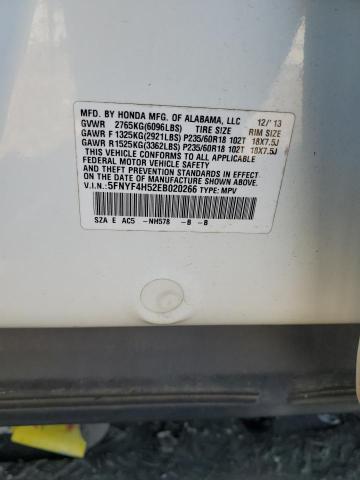 MFD. BY HONDA MFG. OF ALABAMA, LLC 12/'13
GVWR 2765KG(6096LBS) TIRE SIZE RIM SIZE
GAWR F 1325KG(2921LBS) P235/60R18 102T 18X7.5J
GAWR R 1525KG(3362LBS) P235/60R18 102T 18X7.5J
THIS VEHICLE CONFORMS TO ALL APPLICABLE
FEDERAL MOTOR VEHICLE SAFETY AND
THEFT PREVENTION STANDARDS IN EFFECT ON
THE DATE OF MANUFACTURE SHOWN ABOVE.
V.I.N.:5FNYF4H52EB020266 TYPE: MPV
SZA E AC5 -NH578 -B -B